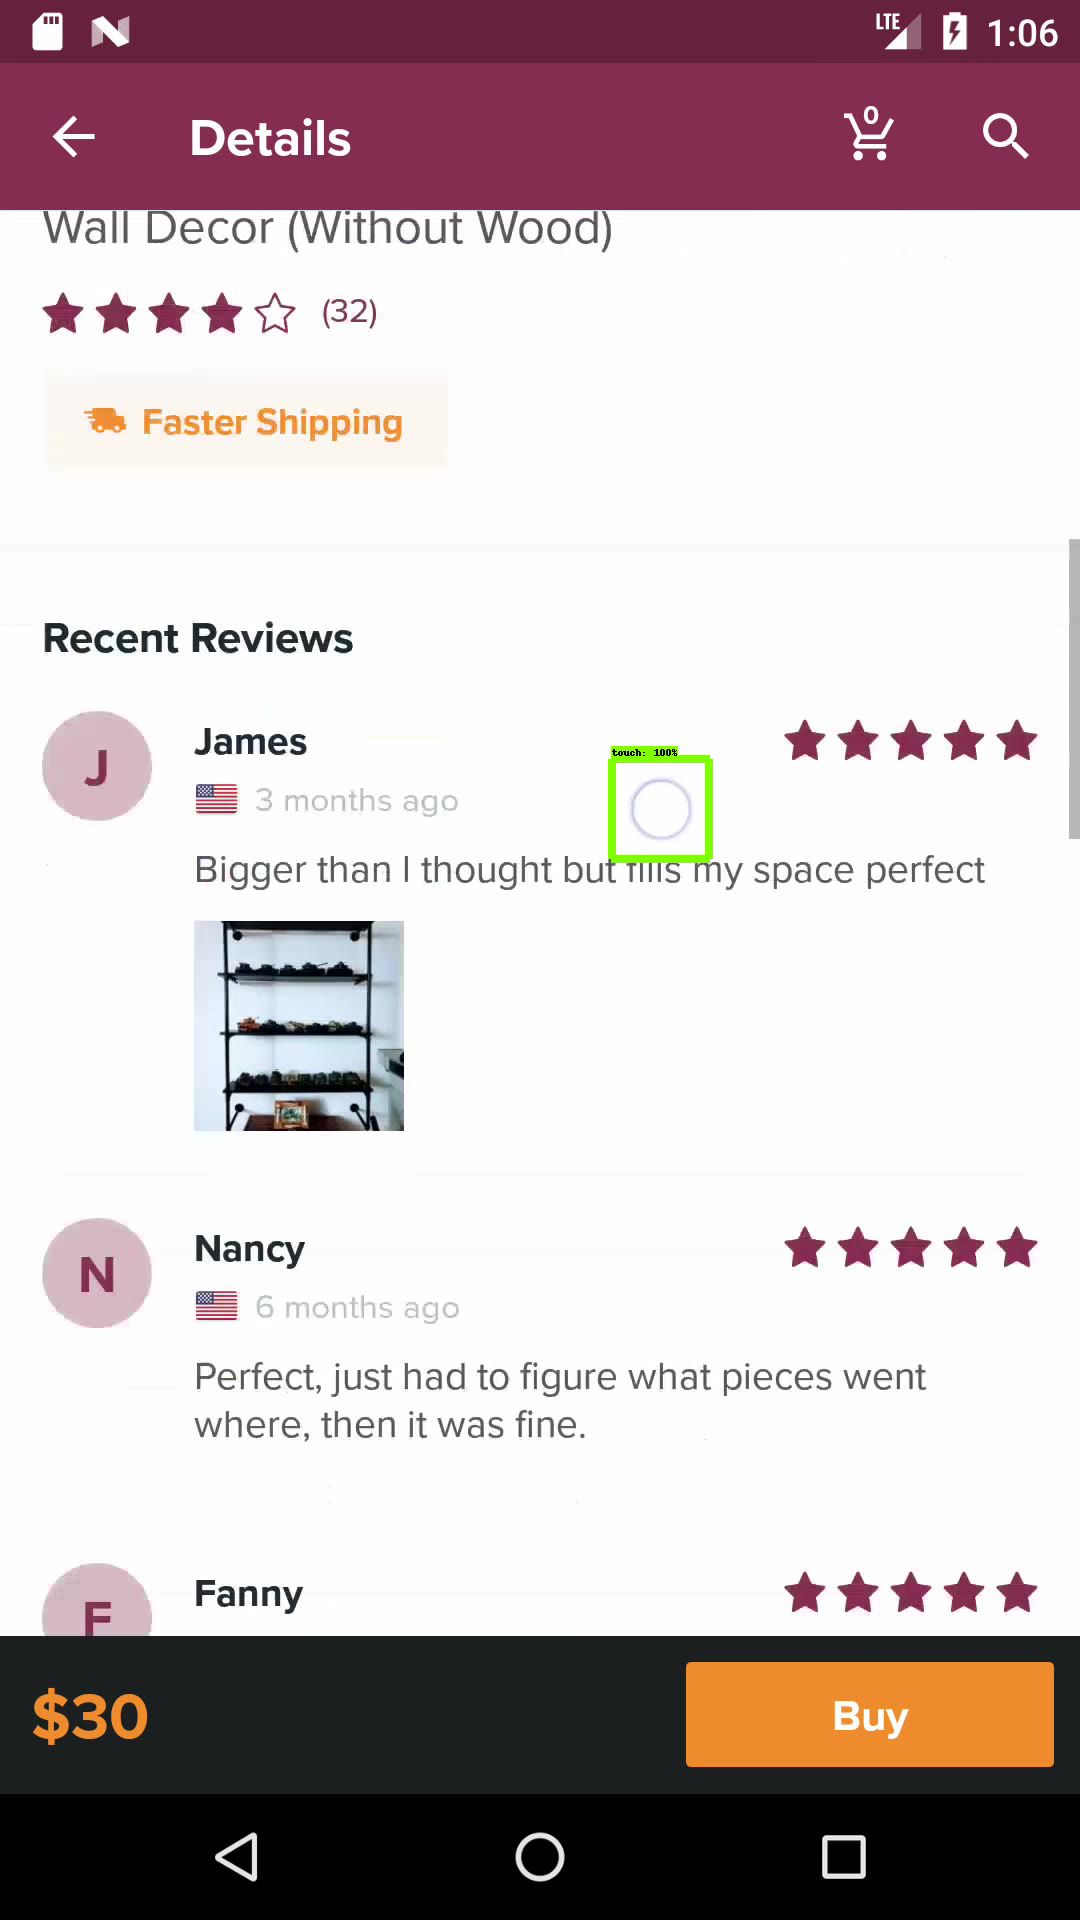 LTE 1:06
0
Details
Wall Decor (Without Wood)
(32)
Faster Shipping
Recent Reviews
J
James
touch: 100%
3 months ago
Bigger than I thought but fills my space perfect
N
Nancy
6 months ago
Perfect, just had to figure what pieces went
where, then it was fine.
F
Fanny
$30
Buy